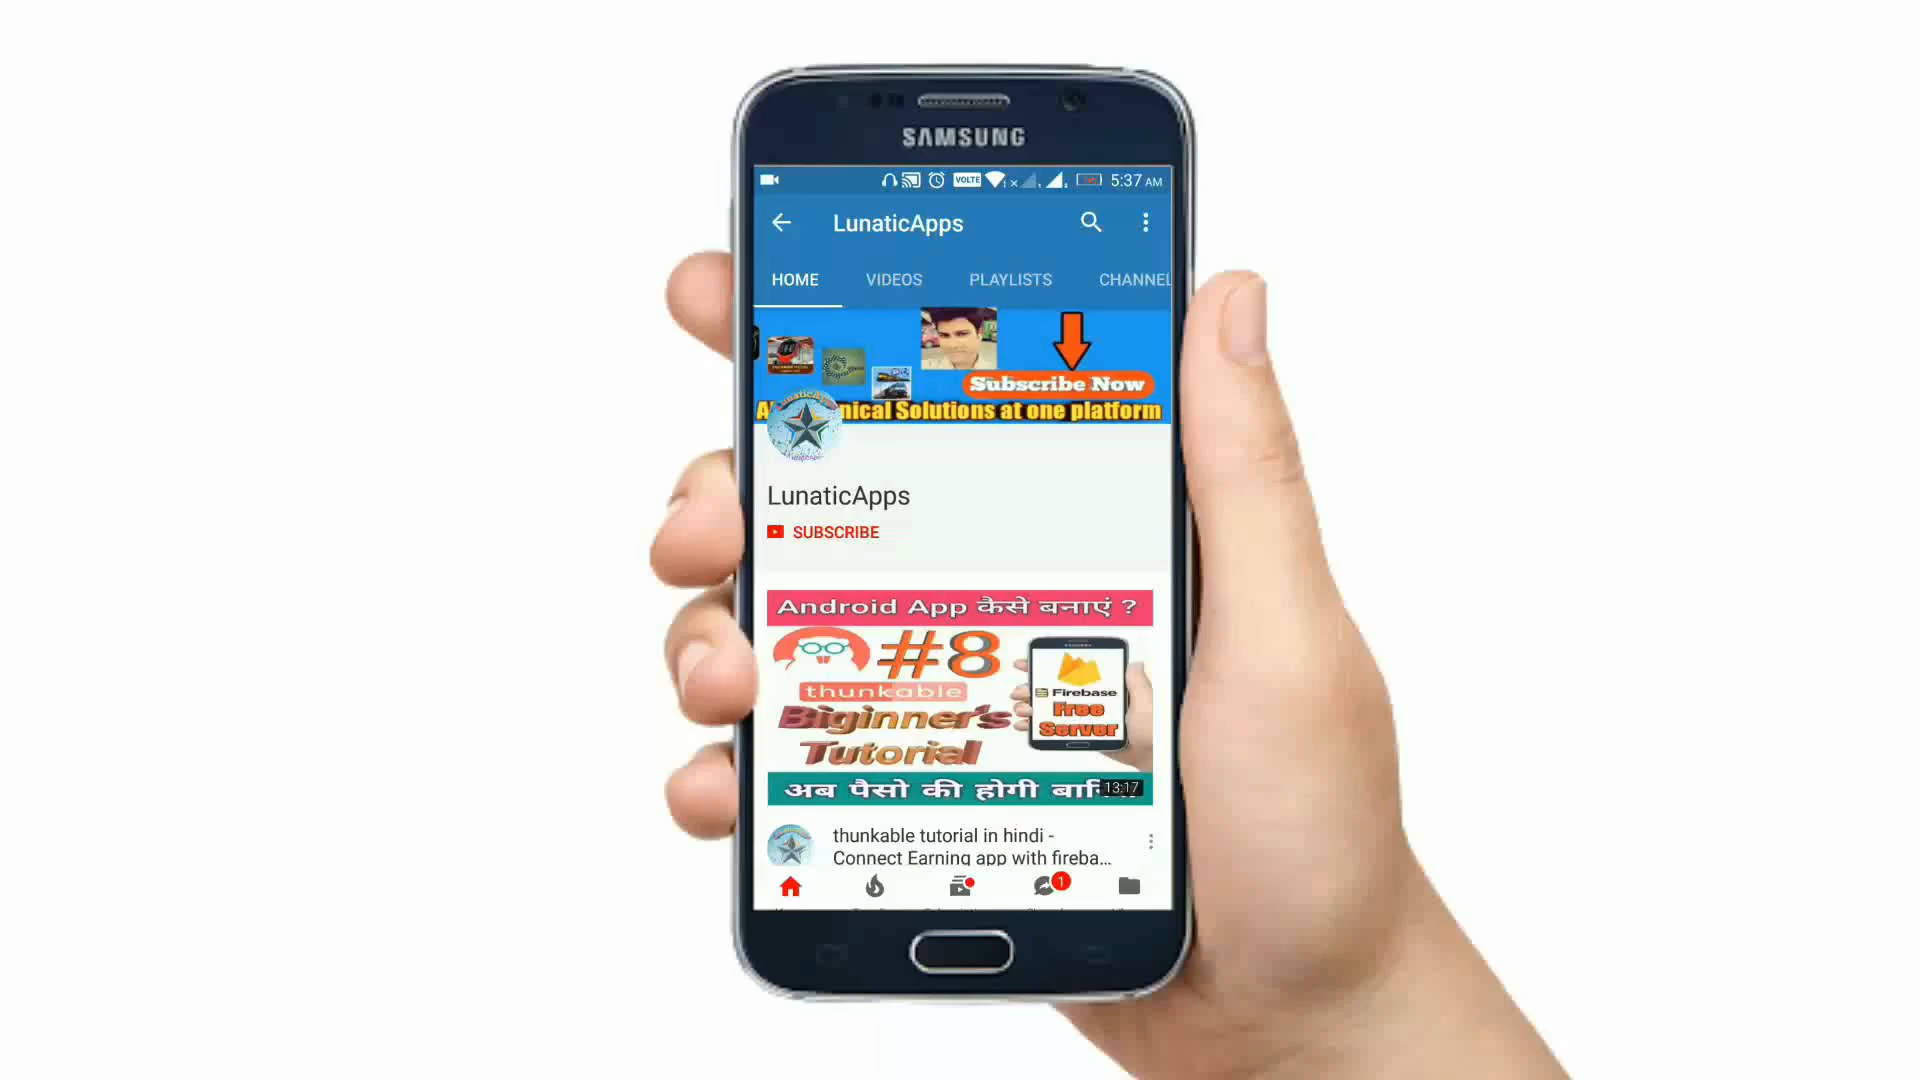 SAMSUNG
VOLTE 5:37 AM
LunaticApps
HOME VIDEOS PLAYLISTS CHANNEL
Subscribe Now
nical Solutions at one platform
LunaticApps
SUBSCRIBE
Android App कैसे बनाएं ?
#8
thunkable
Biginner's
Tutorial
Firebase
Free
Server
अब पैसो की होगी
13:17
thunkable tutorial in hindi -
Connect Earning app with fireba...
1